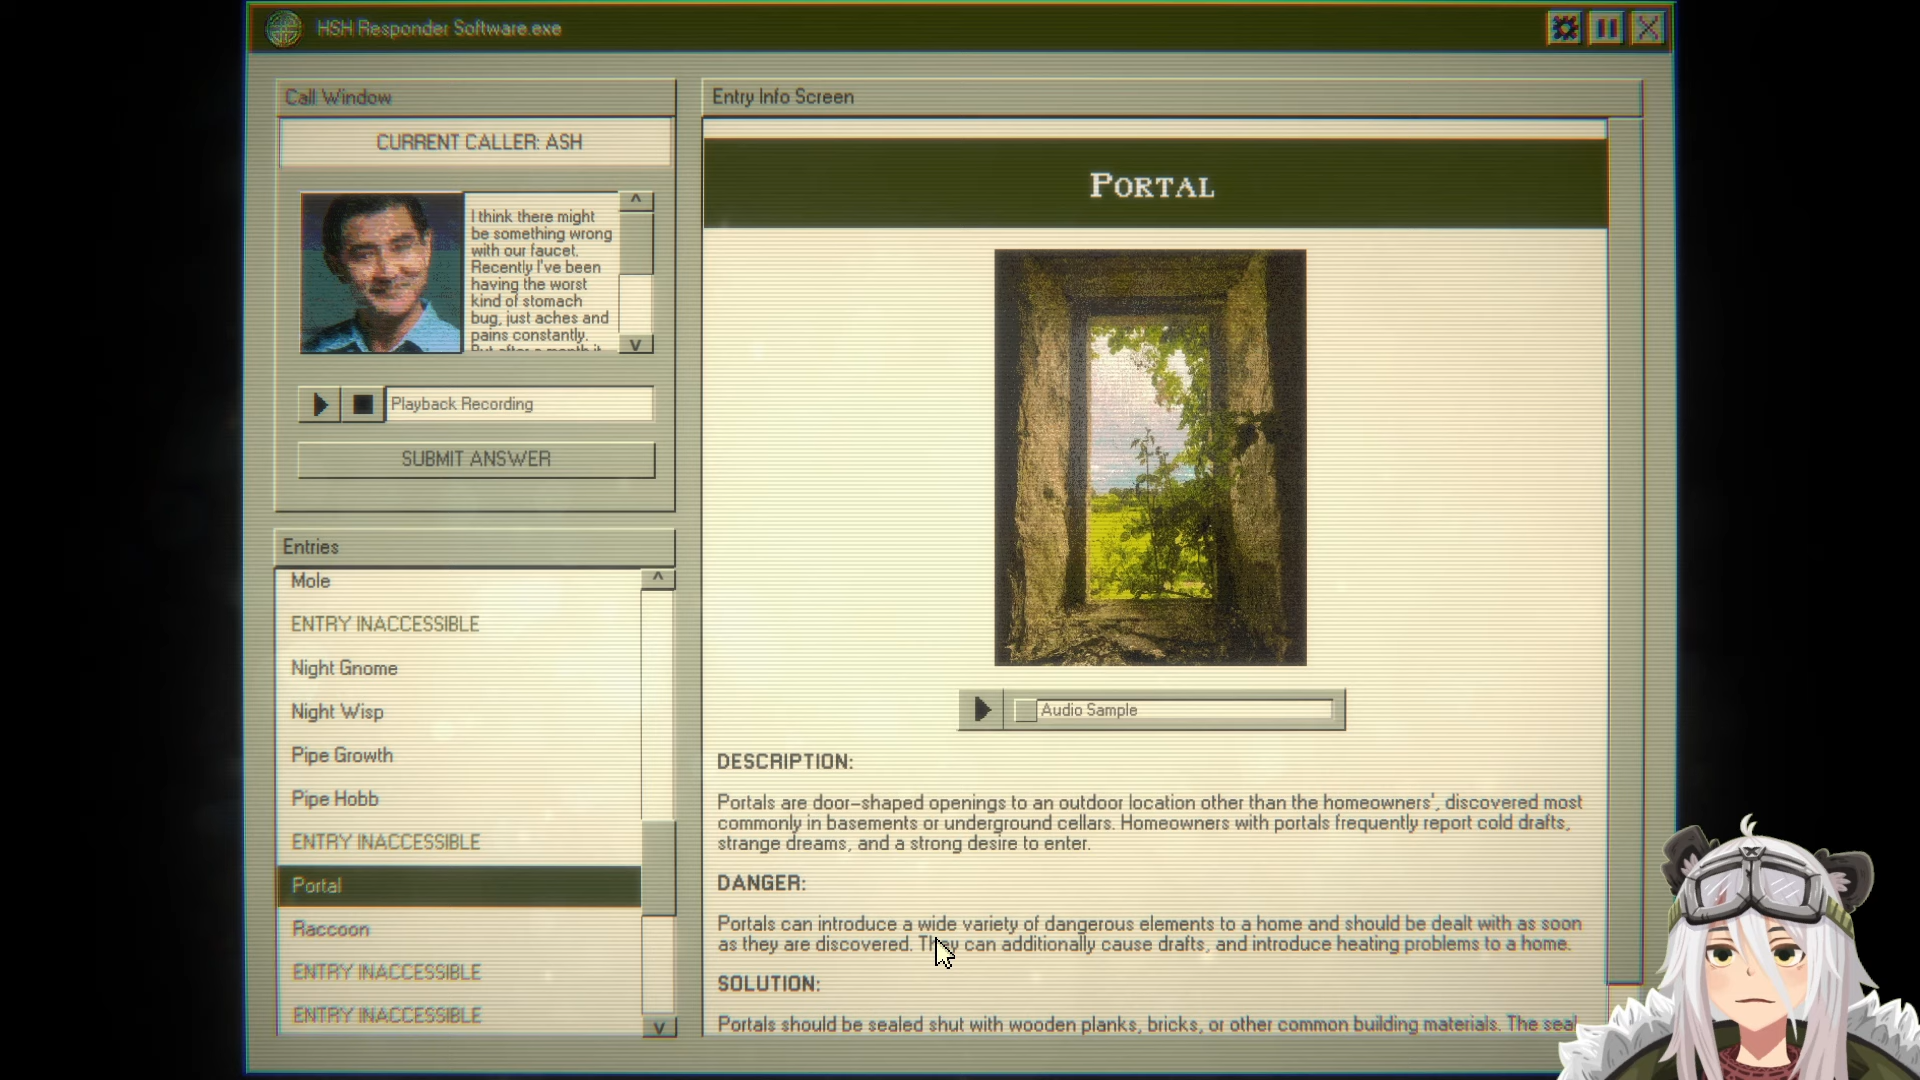 HSH Responder Software.exe
Call Window
CURRENT CALLER: ASH
I think there might
be something wrong
with our faucet.
Recently I've been
having the worst
kind of stomach
bug, just aches and
pains constantly.
But after a month it
Playback Recording
SUBMIT ANSWER
Entries
Mole
ENTRY INACCESSIBLE
Night Gnome
Night Wisp
Pipe Growth
Pipe Hobb
ENTRY INACCESSIBLE
Portal
Raccoon
ENTRY INACCESSIBLE
ENTRY INACCESSIBLE
Entry Info Screen
PORTAL
Audio Sample
DESCRIPTION:
Portals are door-shaped openings to an outdoor location other than the homeowners', discovered most
commonly in basements or underground cellars. Homeowners with portals frequently report cold drafts,
strange dreams, and a strong desire to enter.
DANGER:
Portals can introduce a wide variety of dangerous elements to a home and should be dealt with as soon
as they are discovered. They can additionally cause drafts, and introduce heating problems to a home.
SOLUTION:
Portals should be sealed shut with wooden planks, bricks, or other common building materials. The seal